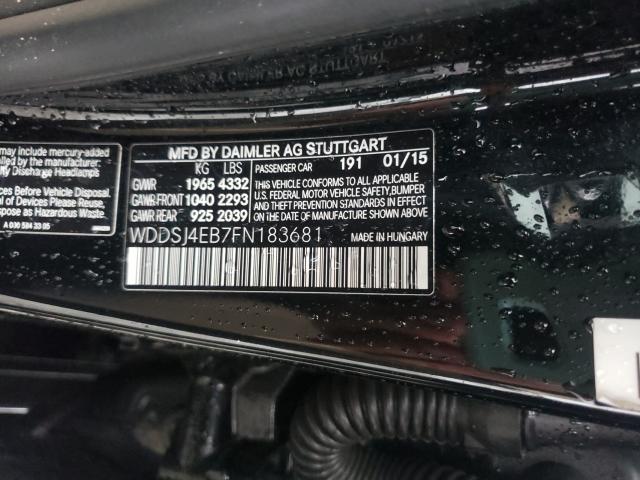 may include mercury-added
lled by the manufacturer.
ry Discharge Headlamps
ces Before Vehicle Disposal.
al of Devices, Dispose
as Hazardous Waste.
A 000 584 33 05
MFD BY DAIMLER AG STUTTGART
KG LBS PASSENGER CAR 191 01/15
GVWR 1965 4332
GAWR-FRONT 1040 2293
GAWR REAR 925 2039
THIS VEHICLE CONFORMS TO ALL APPLICABLE
U.S. FEDERAL MOTOR VEHICLE SAFETY, BUMPER
AND THEFT PREVENTION STANDARDS IN EFFECT
ON THE DATE OF MANUFACTURE SHOWN ABOVE.
WDDSJ4EB7FN183681 MADE IN HUNGARY